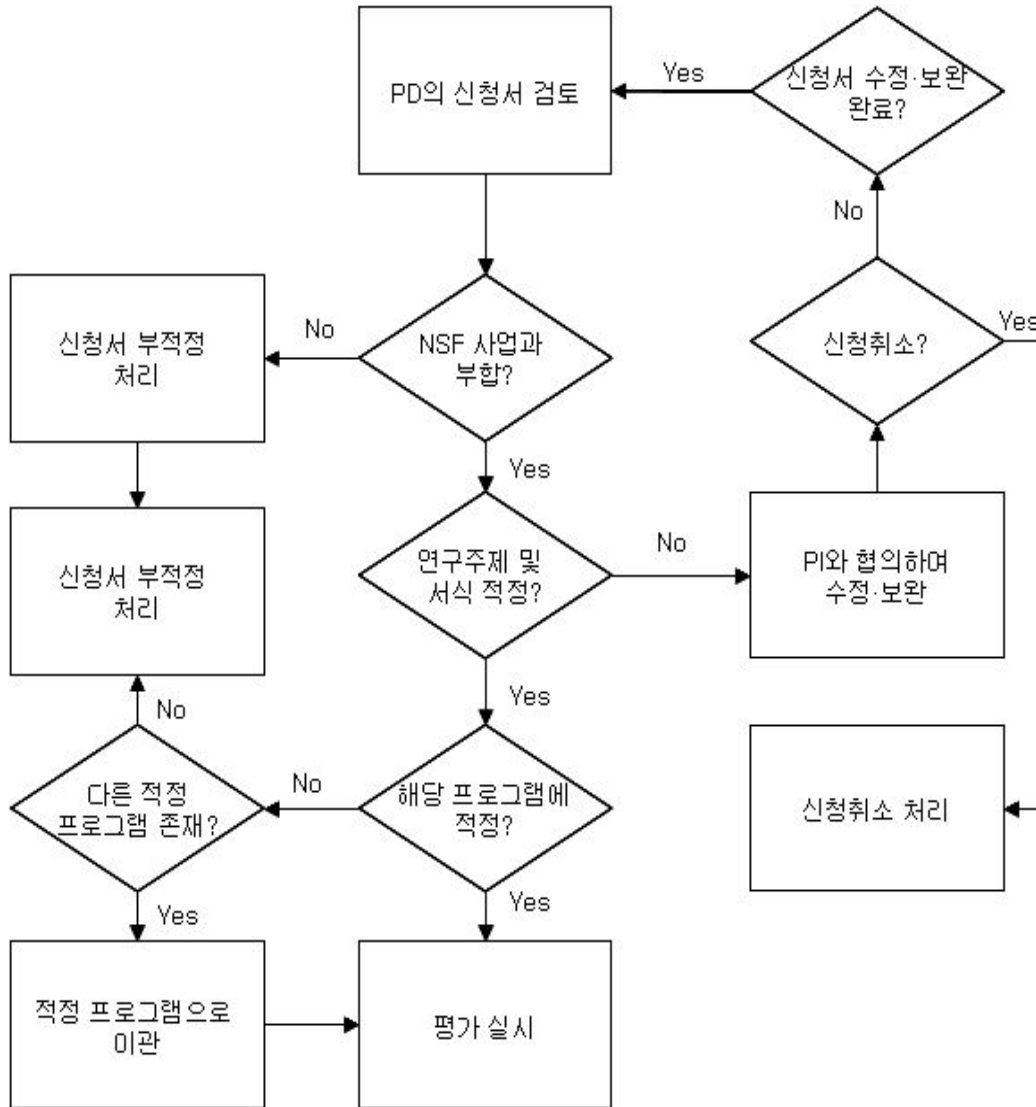 PD의 신청서 검토
Yes
신청서 수정·보완
완료?
No
신청서 부적정
처리
No
NSF 사업과
부합?
신청취소?
Yes
Yes
신청서 부적정
처리
연구주제 및
서식 적정?
No
PI와 협의하며
수정·보완
No
Yes
다른 적정
프로그램 존재?
No
해당 프로그램에
적정?
신청취소 처리
Yes
Yes
적정 프로그램으로
이관
평가 실시